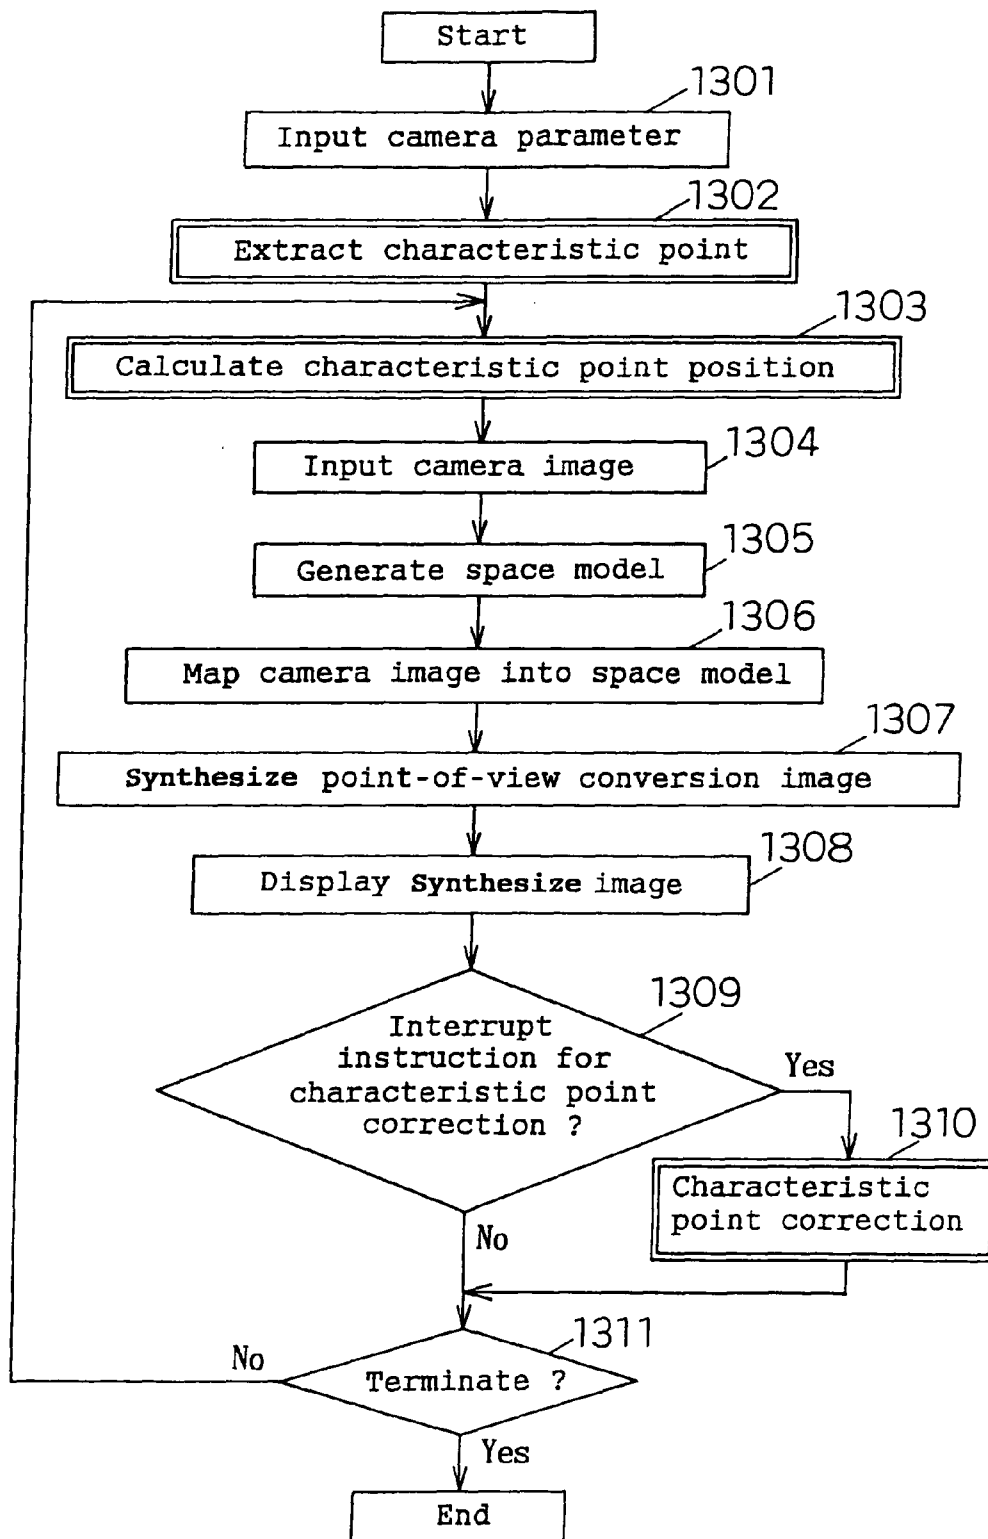 Start
1301
Input camera parameter
1302
Extract characteristic point
1303
Calculate characteristic point position
1304
Input camera image
1305
Generate space model
1306
Map camera image into space model
1307
Synthesize point-of-view conversion image
1308
Display Synthesize image
1309
Interrupt
instruction for
characteristic point
correction ?
Yes
1310
Characteristic
point correction
No
1311
No
Terminate ?
Yes
End